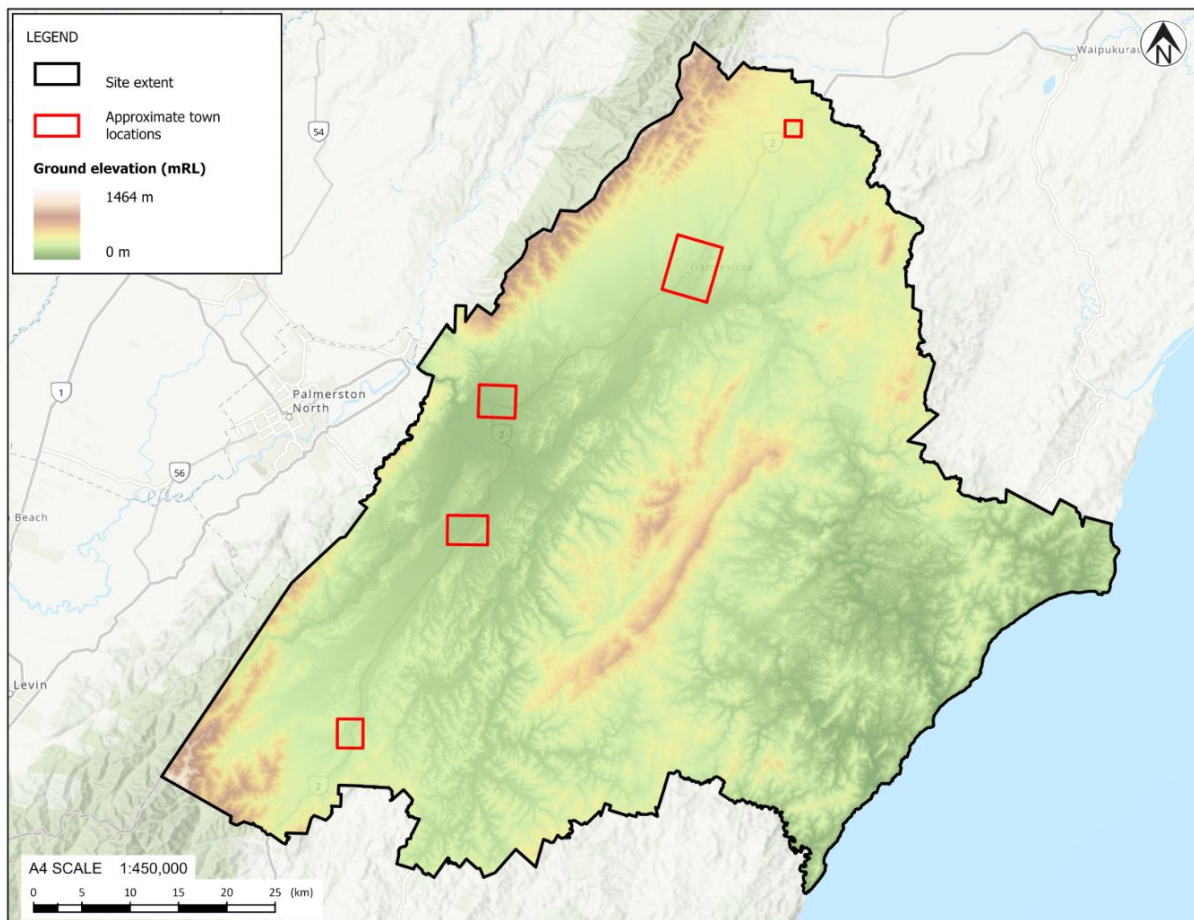 LEGEND
Site extent
Approximate town
locations
Ground elevation (mRL)
1464 m
0 m
N
Waipukurau
54
2
Dannevirke
1
Palmerston
North
2
56
Beach
Levin
2
A4 SCALE 1:450,000
0 5 10 15 20 25 (km)